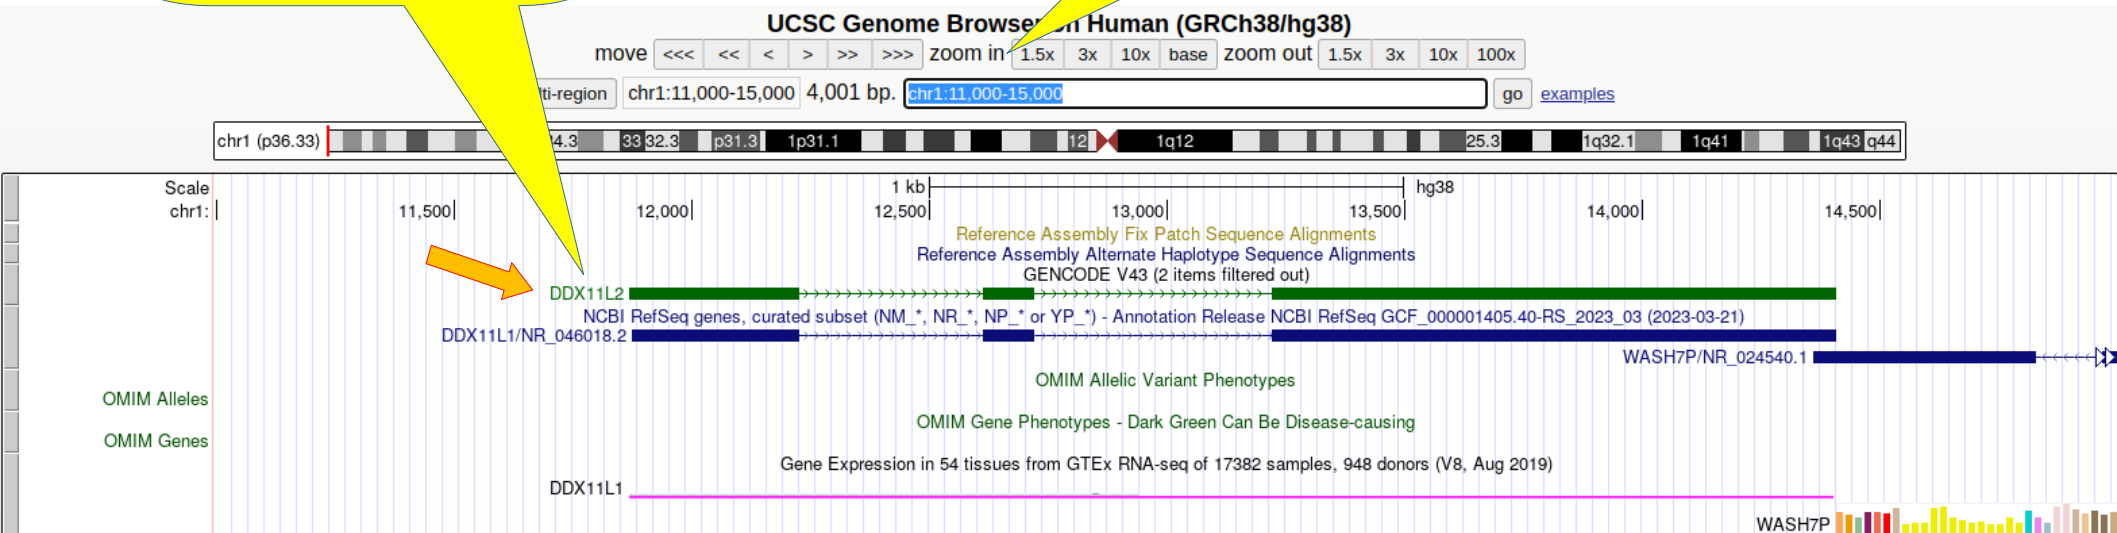 UCSC Genome Browser on Human (GRCh38/hg38)
move <<< << < > >> >>> zoom in 1.5x 3x 10x base zoom out 1.5x 3x 10x 100x
lti-region chr1:11,000-15,000 4,001 bp. chr1:11,000-15,000 go examples
chr1 (p36.33) 4.3 33 32.3 p31.3 1p31.1 12 1q12 25.3 1q32.1 1q41 1q43 q44
Scale 1 kb hg38
chr1: 11,500 12,000 12,500 13,000 13,500 14,000 14,500
Reference Assembly Fix Patch Sequence Alignments
Reference Assembly Alternate Haplotype Sequence Alignments
GENCODE V43 (2 items filtered out)
DDX11L2
NCBI RefSeq genes, curated subset (NM_*, NR_*, NP_* or YP_*) - Annotation Release NCBI RefSeq GCF_000001405.40-RS_2023_03 (2023-03-21)
DDX11L1/NR_046018.2
WASH7P/NR_024540.1
OMIM Allelic Variant Phenotypes
OMIM Alleles
OMIM Gene Phenotypes - Dark Green Can Be Disease-causing
OMIM Genes
Gene Expression in 54 tissues from GTEx RNA-seq of 17382 samples, 948 donors (V8, Aug 2019)
DDX11L1
WASH7P